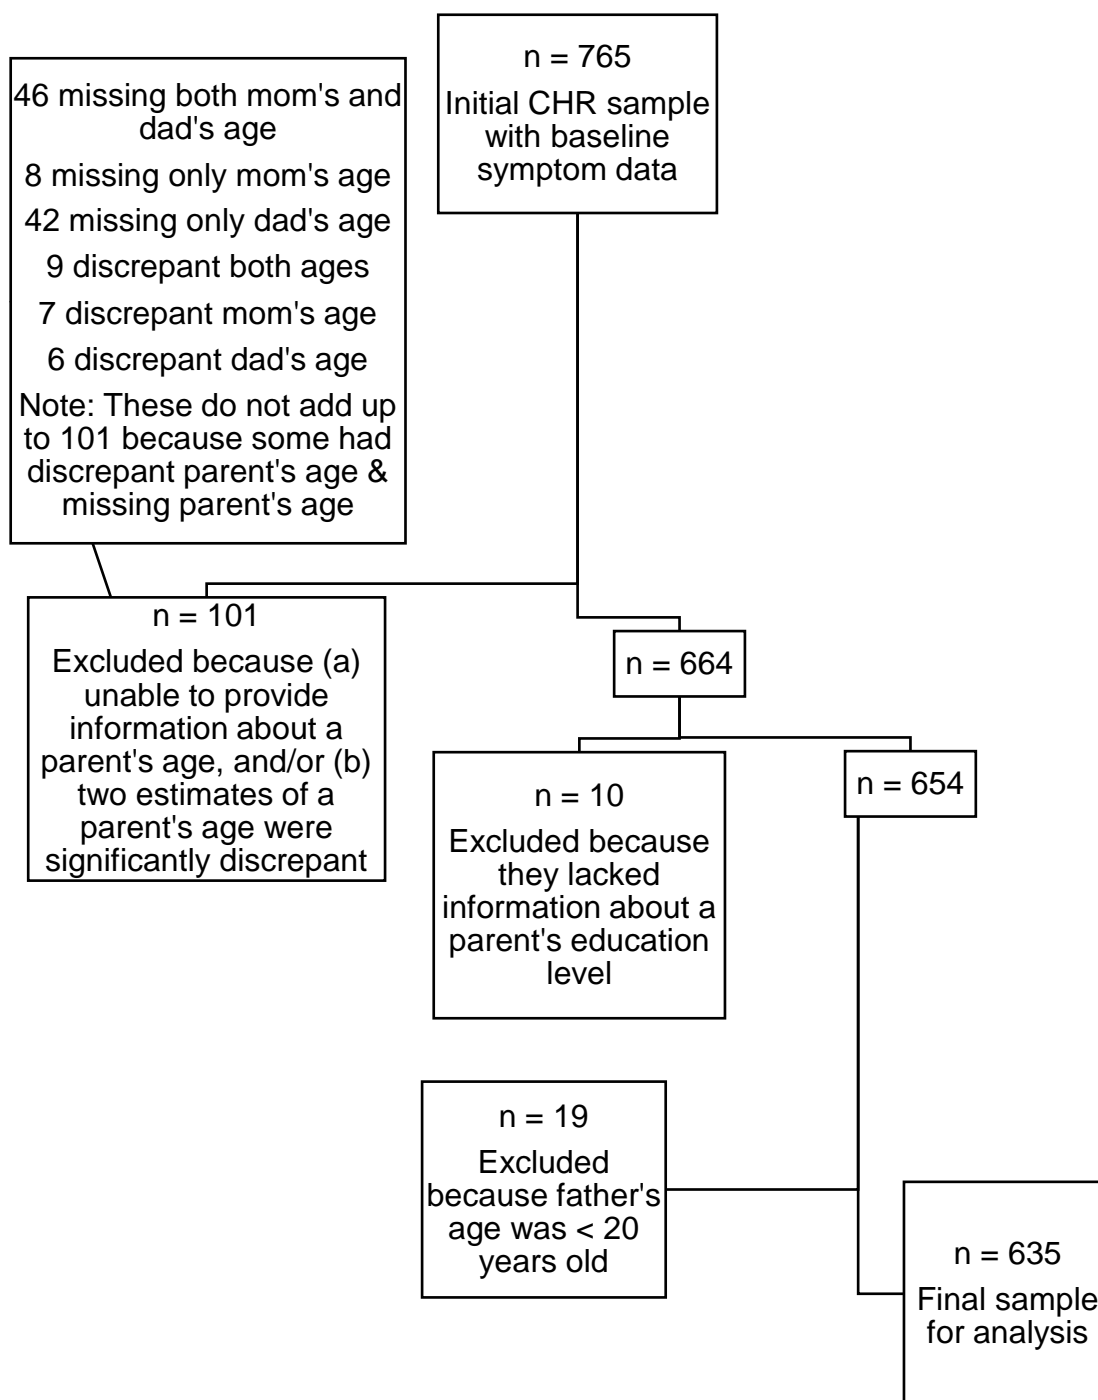 n = 765
Initial CHR sample
with baseline
symptom data
46 missing both mom's and
dad's age
8 missing only mom's age
42 missing only dad's age
9 discrepant both ages
7 discrepant mom's age
6 discrepant dad's age
Note: These do not add up
to 101 because some had
discrepant parent's age &
missing parent's age
n = 101
Excluded because (a)
unable to provide
information about a
parent's age, and/or (b)
two estimates of a
parent's age were
significantly discrepant
n = 664
n = 10
Excluded because
they lacked
information about a
parent's education
level
n = 654
n = 19
Excluded
because father's
age was < 20
years old
n = 635
Final sample
for analysis